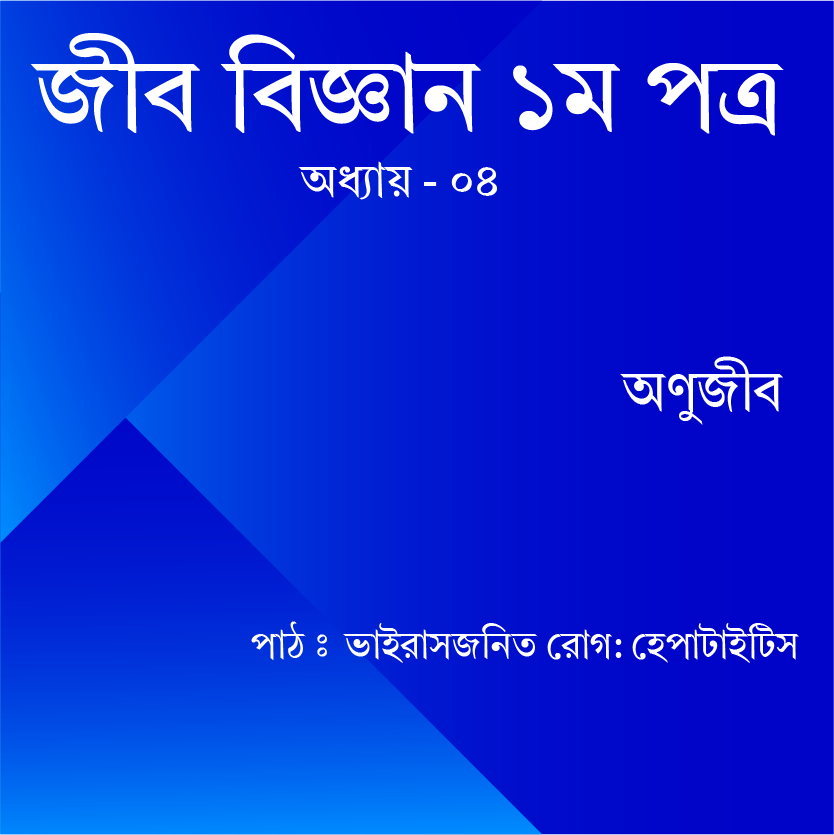 জীব বিজ্ঞান ১ম পত্র
অধ্যায় - ০৪
অণুজীব
পাঠ ঃ ভাইরাসজনিত রোগ: হেপাটাইটিস